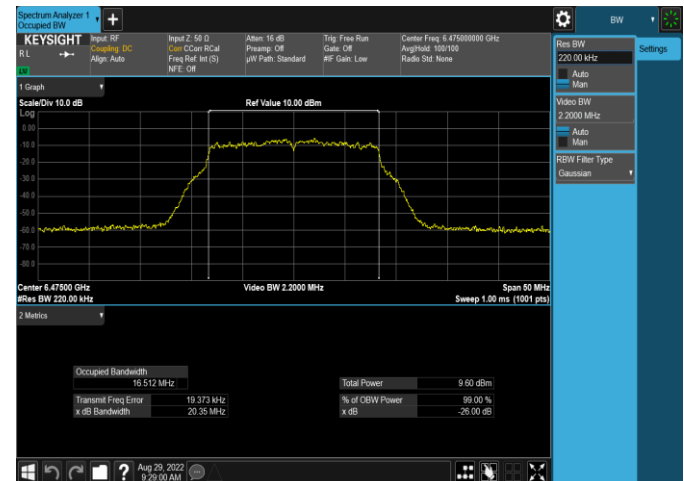 Spectrum Analyzer 1
Occupied BW
KEYSIGHT
R L
Input: RF
Coupling: DC
Align: Auto
Input Z: 50 Ω
Corr CCorr RCal
Freq Ref: Int (S)
NFE: Off
Atten: 16 dB
Preamp: Off
µW Path: Standard
Trig: Free Run
Gate: Off
#IF Gain: Low
Center Freq: 6.475000000 GHz
Avg|Hold: 100/100
Radio Std: None
1 Graph
Scale/Div 10.0 dB
Ref Value 10.00 dBm
Log
0.00
-10.0
-20.0
-30.0
-40.0
-50.0
-60.0
-70.0
-80.0
Center 6.47500 GHz
#Res BW 220.00 kHz
Video BW 2.2000 MHz
Span 50 MHz
Sweep 1.00 ms (1001 pts)
2 Metrics
Occupied Bandwidth
16.512 MHz
Transmit Freq Error 19.373 kHz
x dB Bandwidth 20.35 MHz
Total Power 9.60 dBm
% of OBW Power 99.00 %
x dB -26.00 dB
Aug 29, 2022
9:29:00 AM
BW
Res BW
220.00 kHz
Auto
Man
Video BW
2.2000 MHz
Auto
Man
RBW Filter Type
Gaussian
Settings